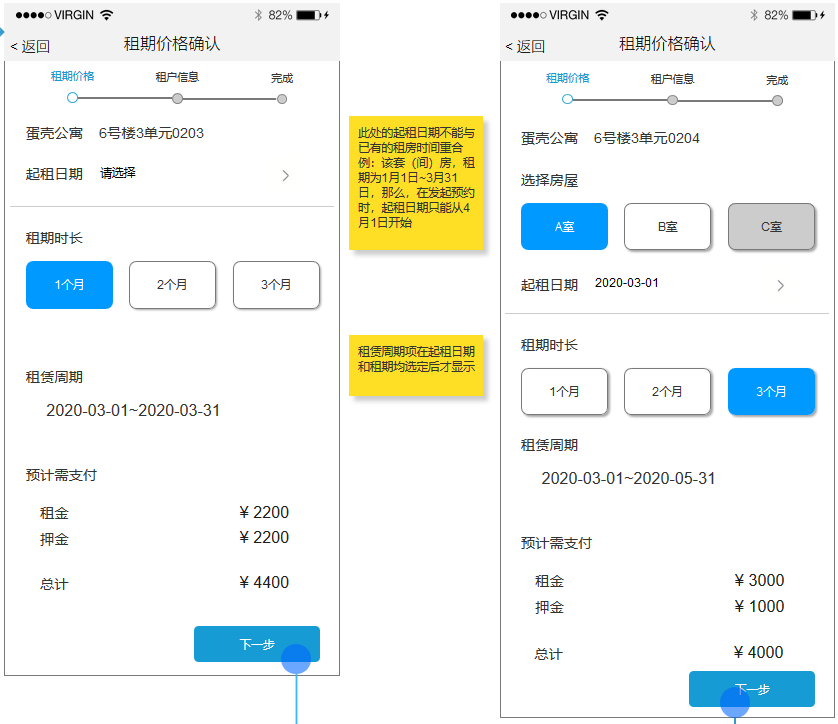 VIRGIN 82%
< 返回 租期价格确认
租期价格 租户信息 完成
蛋壳公寓 6号楼3单元0203
起租日期 请选择
租期时长
1个月 2个月 3个月
租赁周期
2020-03-01~2020-03-31
预计需支付
租金 ¥ 2200
押金 ¥ 2200
总计 ¥ 4400
下一步
此处的起租日期不能与
已有的租房时间重合
例：该套（间）房，租
期为1月1日~3月31
日，那么，在发起预约
时，起租日期只能从4
月1日开始
租赁周期项在起租日期
和租期均选定后才显示
VIRGIN 82%
< 返回 租期价格确认
租期价格 租户信息 完成
蛋壳公寓 6号楼3单元0204
选择房屋
A室 B室 C室
起租日期 2020-03-01
租期时长
1个月 2个月 3个月
租赁周期
2020-03-01~2020-05-31
预计需支付
租金 ¥ 3000
押金 ¥ 1000
总计 ¥ 4000
下一步